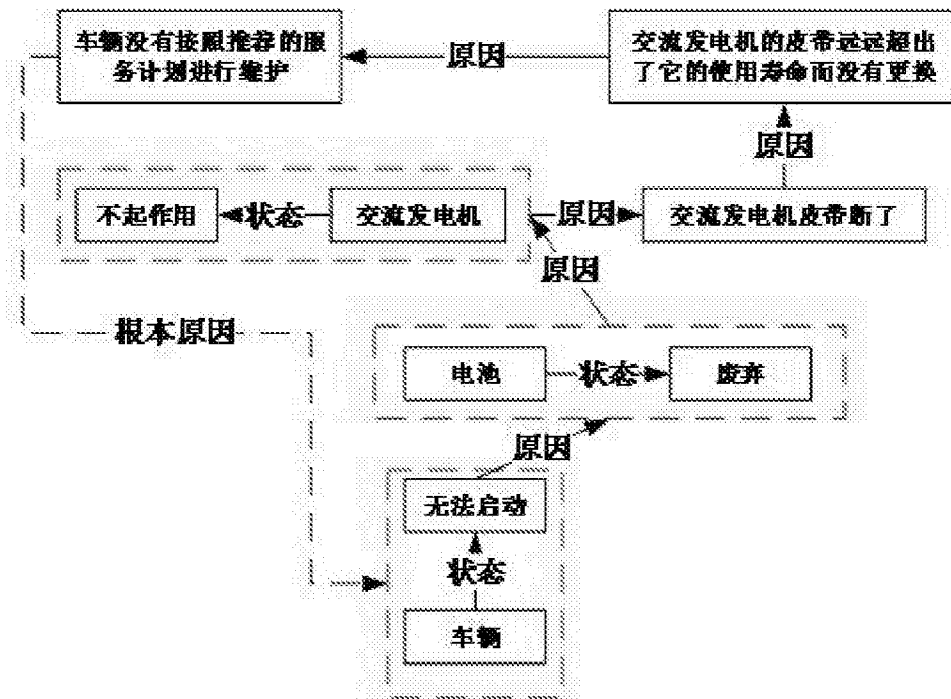 车辆没有按照推荐的服
务计划进行维护
原因
交流发电机的皮带远远超出
了它的使用寿命而没有更换
原因
不起作用
状态
交流发电机
原因
交流发电机皮带断了
原因
根本原因
电池
状态
废弃
原因
无法启动
状态
车辆